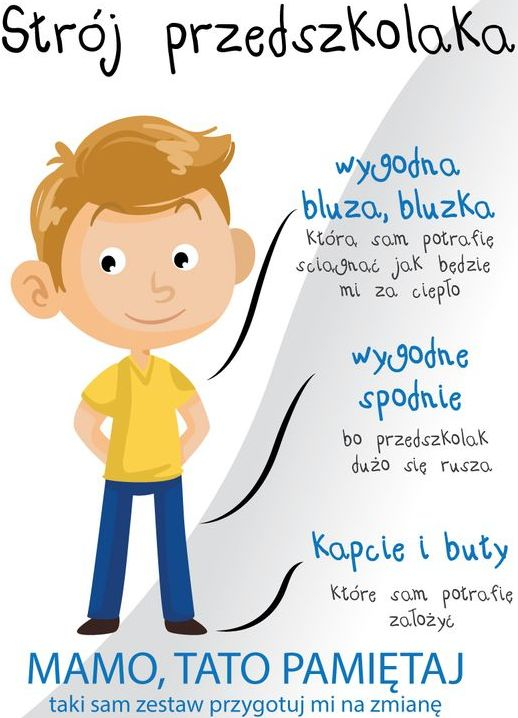 Strój przedszkolaka
wygodna
bluza, bluzka
którą sam potrafię
ściągnąć jak będzie
mi za ciepło
wygodne
spodnie
bo przedszkolak
dużo się rusza
Kapcie i buty
Które sam potrafię
założyć
MAMO, TATO PAMIĘTAJ
taki sam zestaw przygotuj mi na zmianę